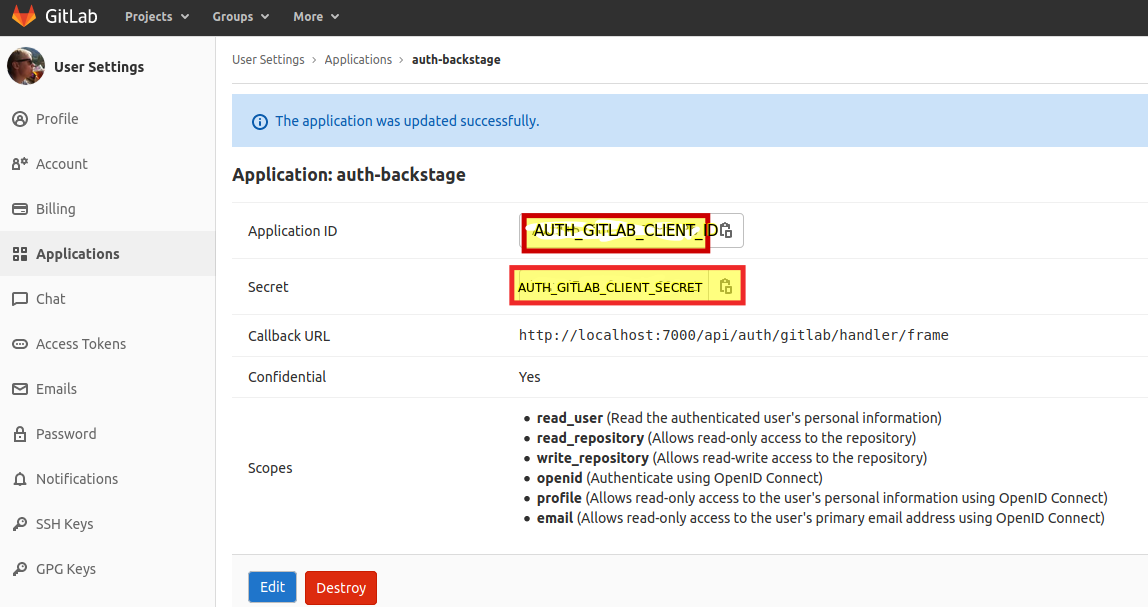 GitLab Projects Groups More
User Settings
Profile
Account
Billing
Applications
Chat
Access Tokens
Emails
Password
Notifications
SSH Keys
GPG Keys
User Settings › Applications › auth-backstage
The application was updated successfully.
Application: auth-backstage
Application ID AUTH_GITLAB_CLIENT_ID
Secret AUTH_GITLAB_CLIENT_SECRET
Callback URL http://localhost:7000/api/auth/gitlab/handler/frame
Confidential Yes
Scopes
• read_user (Read the authenticated user's personal information)
• read_repository (Allows read-only access to the repository)
• write_repository (Allows read-write access to the repository)
• openid (Authenticate using OpenID Connect)
• profile (Allows read-only access to the user's personal information using OpenID Connect)
• email (Allows read-only access to the user's primary email address using OpenID Connect)
Edit Destroy